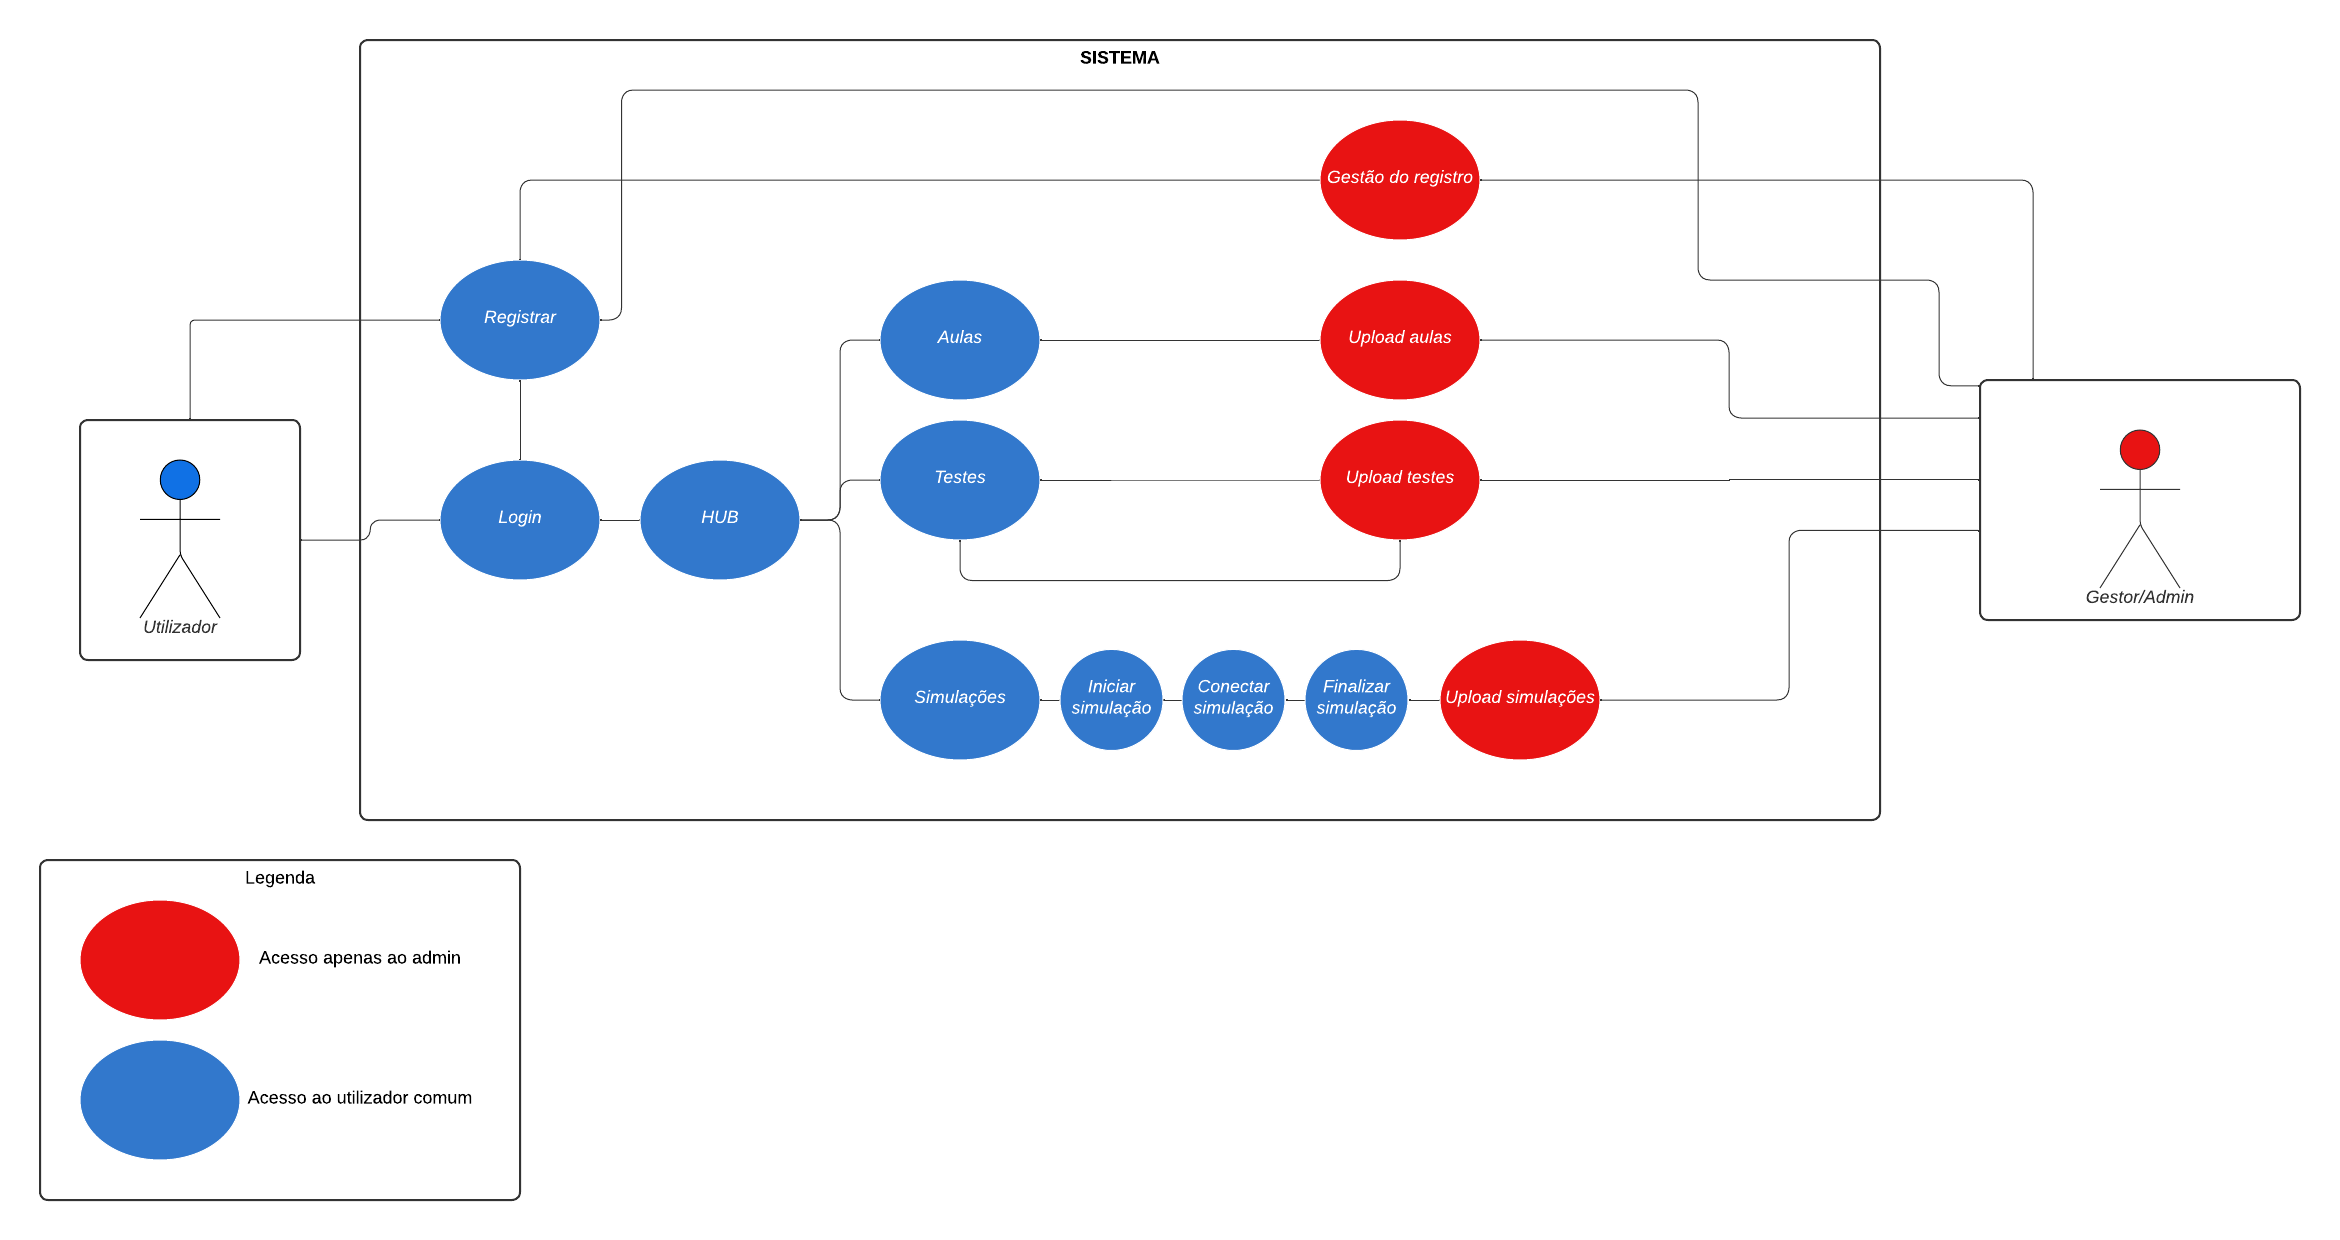 SISTEMA
Gestão do registro
Registrar
Aulas
Upload aulas
Testes
Upload testes
Login
HUB
Utilizador
Gestor/Admin
Simulações
Iniciar
simulação
Conectar
simulação
Finalizar
simulação
Upload simulações
Legenda
Acesso apenas ao admin
Acesso ao utilizador comum